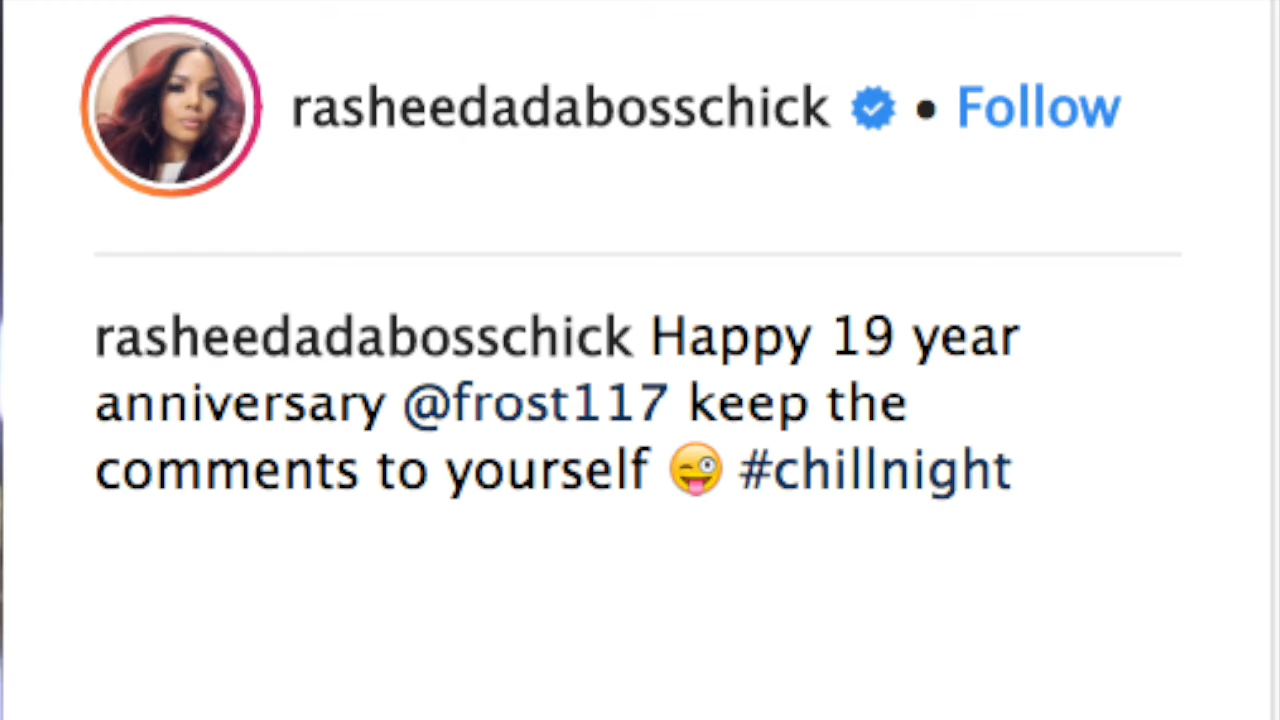 rasheedadabosschick • Follow
rasheedadabosschick Happy 19 year
anniversary @frost117 keep the
comments to yourself 😜 #chillnight